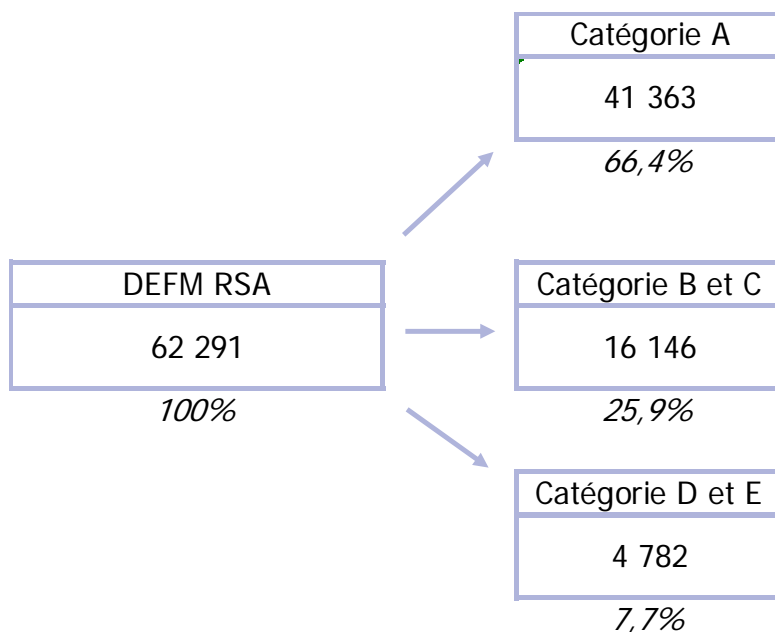 Catégorie A
41 363
66,4%
DEFM RSA
62 291
100%
Catégorie B et C
16 146
25,9%
Catégorie D et E
4 782
7,7%